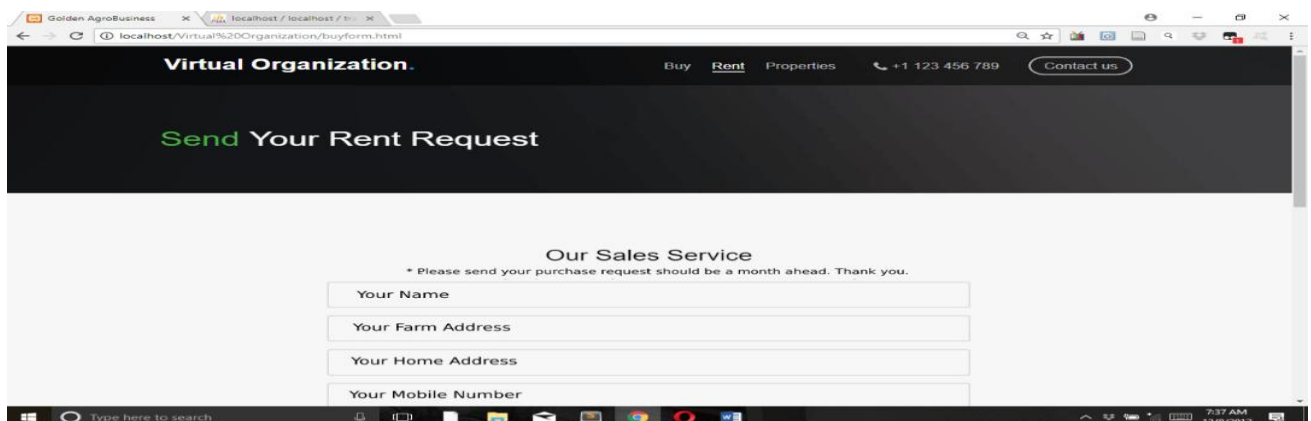 Golden AgroBusiness
localhost / localhost /
localhost/Virtual%20Organization/buyform.html
Virtual Organization.
Buy Rent Properties +1 123 456 789 Contact us
Send Your Rent Request
Our Sales Service
* Please send your purchase request should be a month ahead. Thank you.
Your Name
Your Farm Address
Your Home Address
Your Mobile Number
Type here to search
7:37 AM